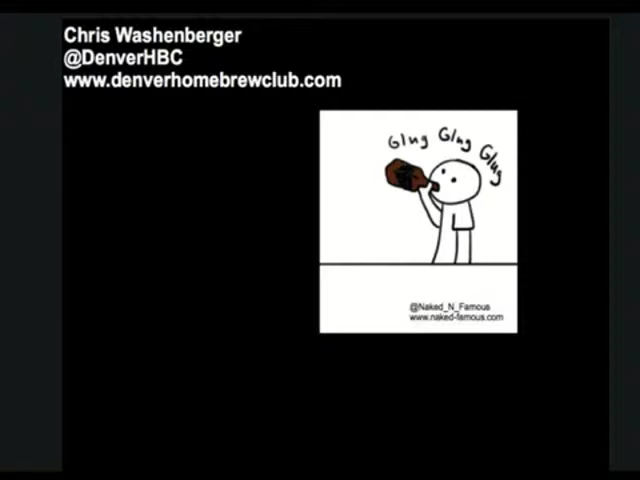 Chris Washenberger
@DenverHBC
www.denverhomebrewclub.com
Glug Glug Glug
@Naked_N_Famous
www.naked-famous.com